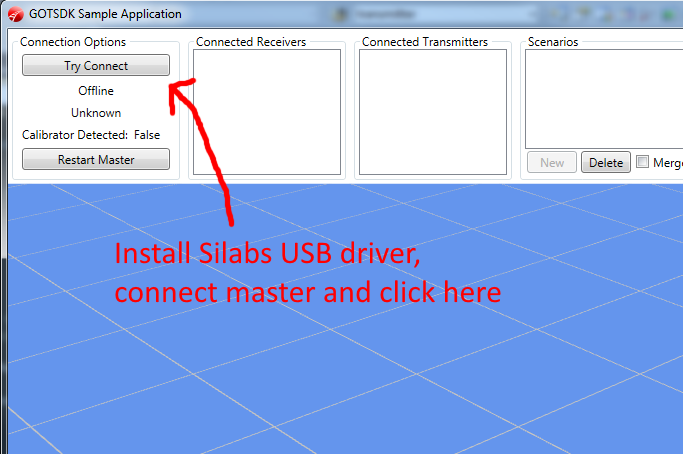 GOTSDK Sample Application
Connection Options
Try Connect
Offline
Unknown
Calibrator Detected: False
Restart Master
Connected Receivers
Connected Transmitters
Scenarios
New Delete Merge
Install Silabs USB driver,
connect master and click here